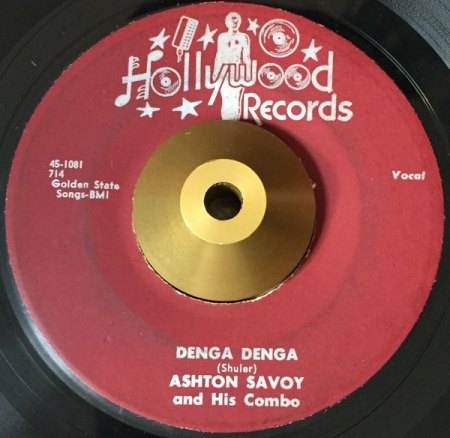 Hollywood
Records
45-1081
714
Golden State
Songs-BMI
Vocal
DENGA DENGA
(Shuler)
ASHTON SAVOY
and His Combo